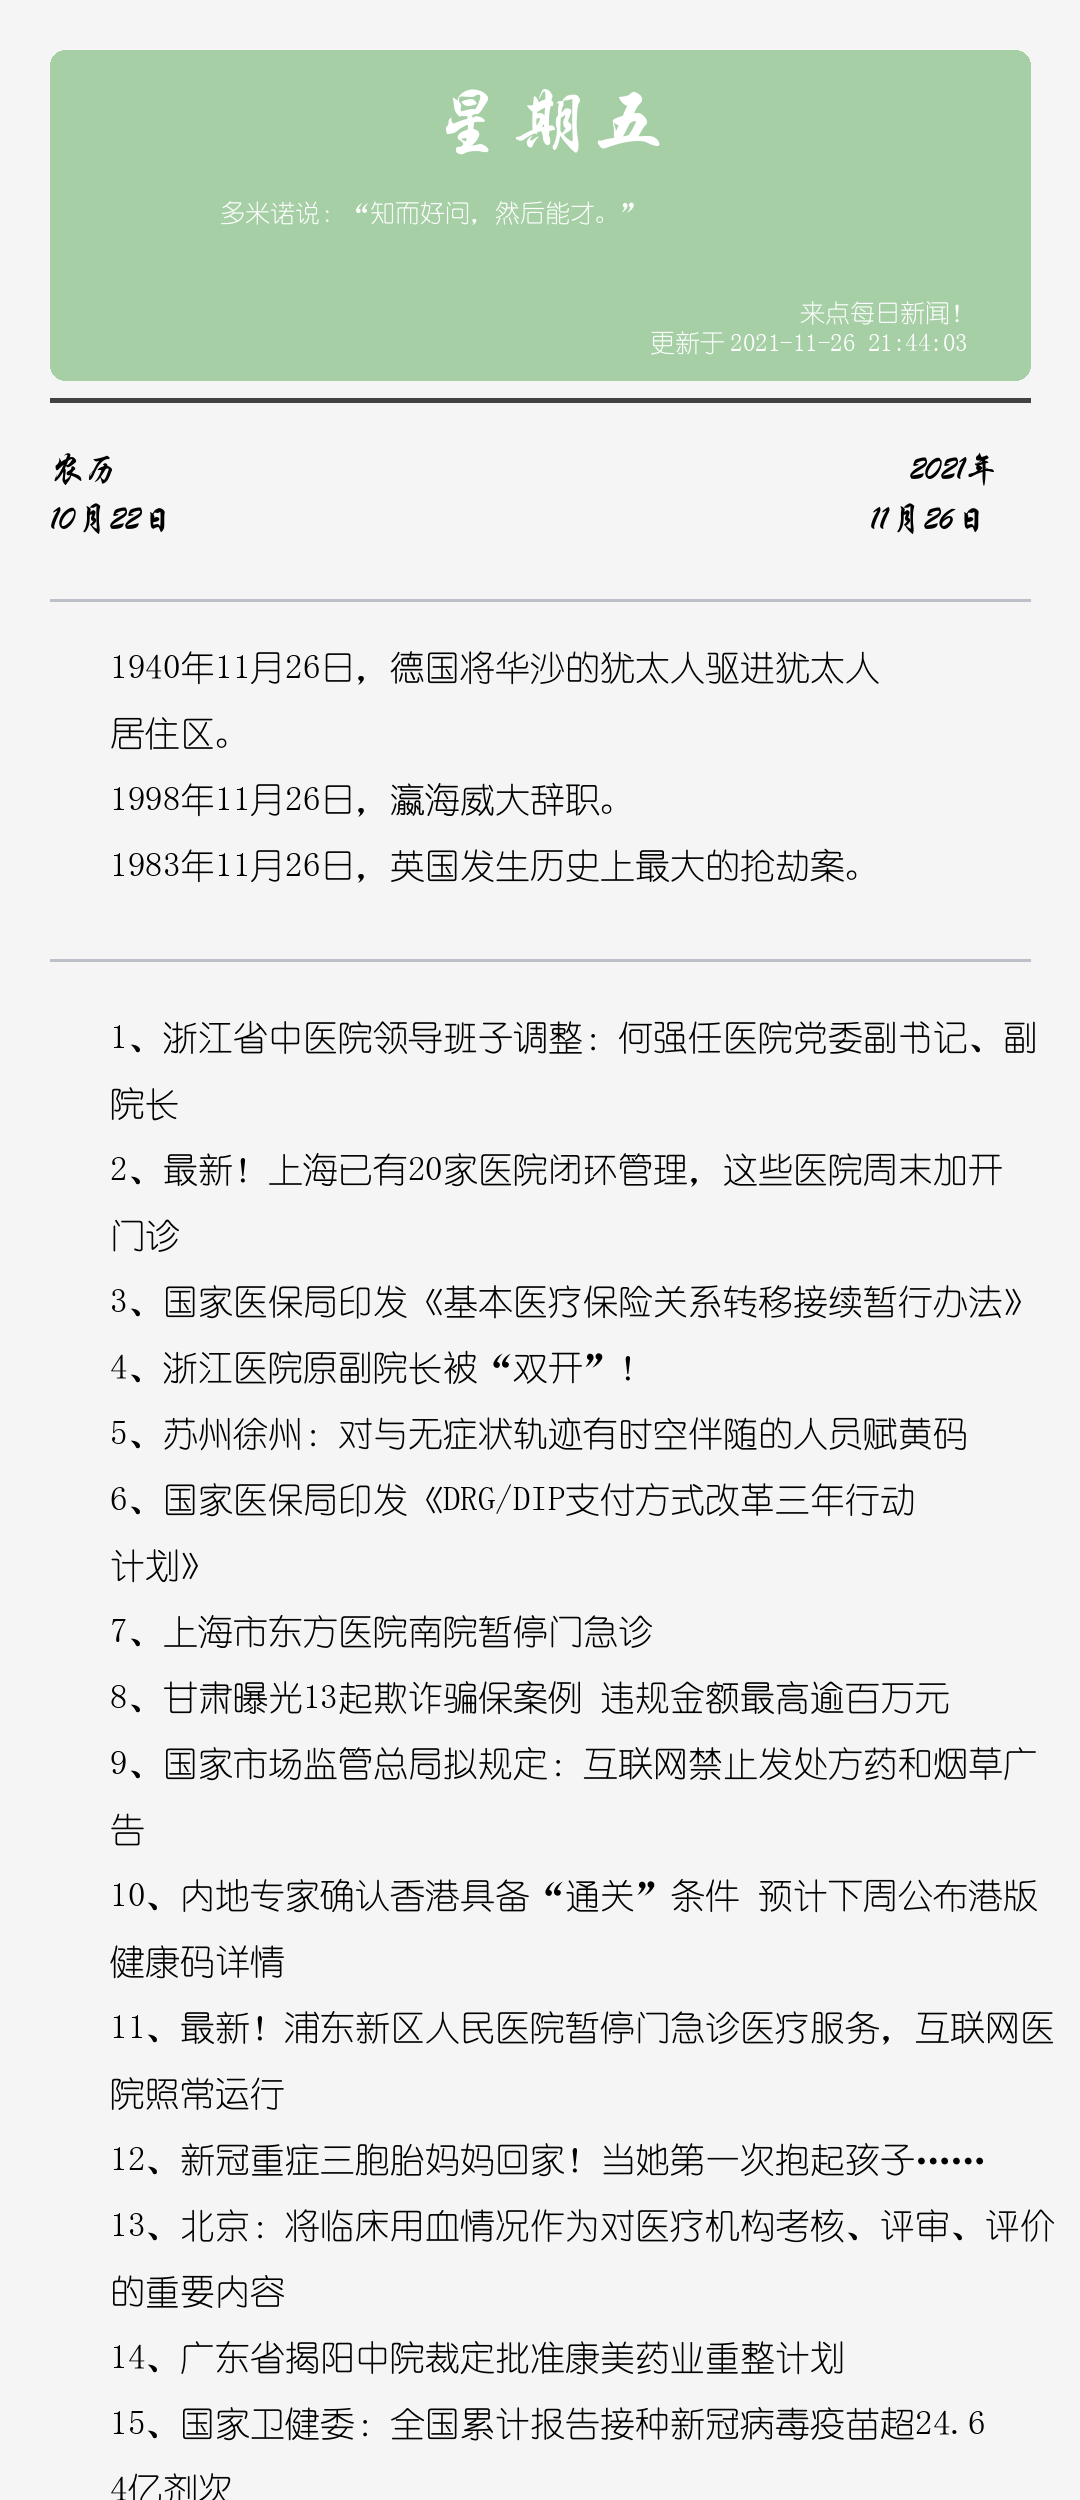 星期五
多米诺说：“知而好问，然后能才。”
来点每日新闻！
更新于 2021-11-26 21:44:03
农历
2021年
10月22日
11月26日
1940年11月26日，德国将华沙的犹太人驱进犹太人
居住区。
1998年11月26日，瀛海威大辞职。
1983年11月26日，英国发生历史上最大的抢劫案。
1、浙江省中医院领导班子调整：何强任医院党委副书记、副
院长
2、最新！上海已有20家医院闭环管理，这些医院周末加开
门诊
3、国家医保局印发《基本医疗保险关系转移接续暂行办法》
4、浙江医院原副院长被“双开”！
5、苏州徐州：对与无症状轨迹有时空伴随的人员赋黄码
6、国家医保局印发《DRG/DIP支付方式改革三年行动
计划》
7、上海市东方医院南院暂停门急诊
8、甘肃曝光13起欺诈骗保案例 违规金额最高逾百万元
9、国家市场监管总局拟规定：互联网禁止发处方药和烟草广
告
10、内地专家确认香港具备“通关”条件 预计下周公布港版
健康码详情
11、最新！浦东新区人民医院暂停门急诊医疗服务，互联网医
院照常运行
12、新冠重症三胞胎妈妈回家！当她第一次抱起孩子……
13、北京：将临床用血情况作为对医疗机构考核、评审、评价
的重要内容
14、广东省揭阳中院裁定批准康美药业重整计划
15、国家卫健委：全国累计报告接种新冠病毒疫苗超24.6
4亿剂次